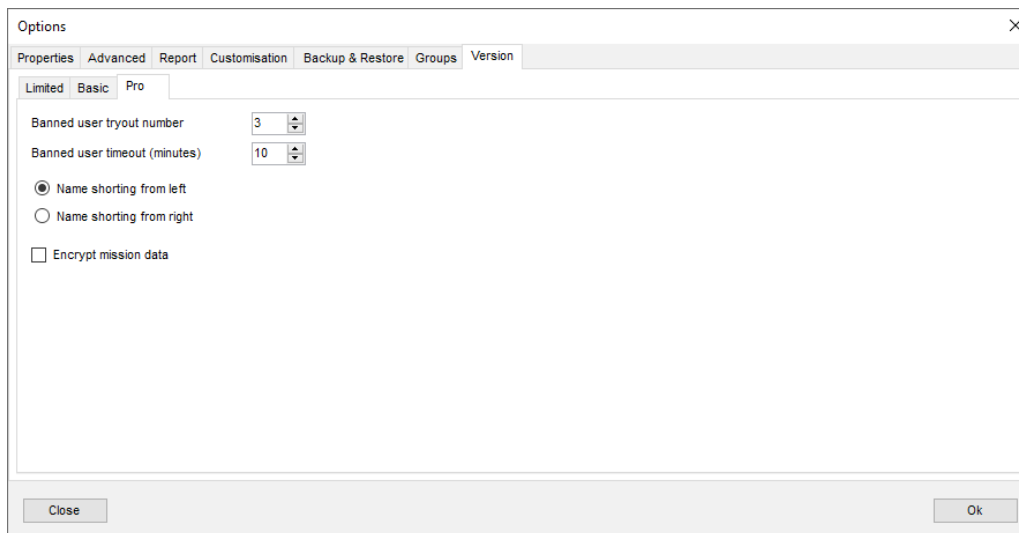 Options
Properties Advanced Report Customisation Backup & Restore Groups Version
Limited Basic Pro
Banned user tryout number 3
Banned user timeout (minutes) 10
Name shorting from left
Name shorting from right
Encrypt mission data
Close Ok